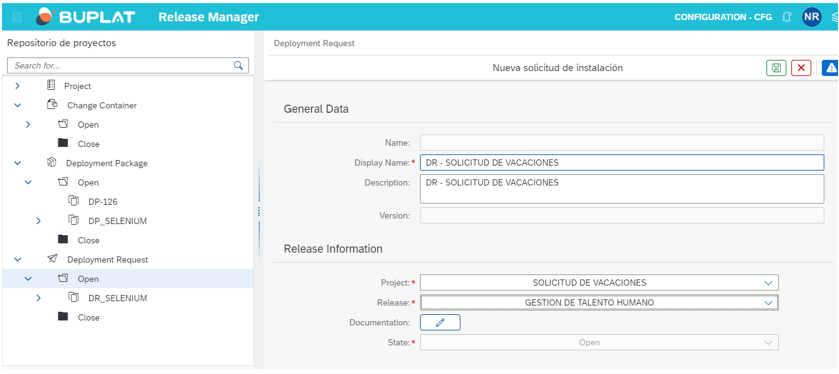 BUPLAT
Release Manager
CONFIGURATION - CFG
NR
Repositorio de proyectos
Search for...
Project
Change Container
Open
Close
Deployment Package
Open
DP-126
DP_SELENIUM
Close
Deployment Request
Open
DR_SELENIUM
Close
Deployment Request
Nueva solicitud de instalación
General Data
Name:
Display Name:* DR - SOLICITUD DE VACACIONES
Description: DR - SOLICITUD DE VACACIONES
Version:
Release Information
Project:* SOLICITUD DE VACACIONES
Release:* GESTION DE TALENTO HUMANO
Documentation:
State:* Open